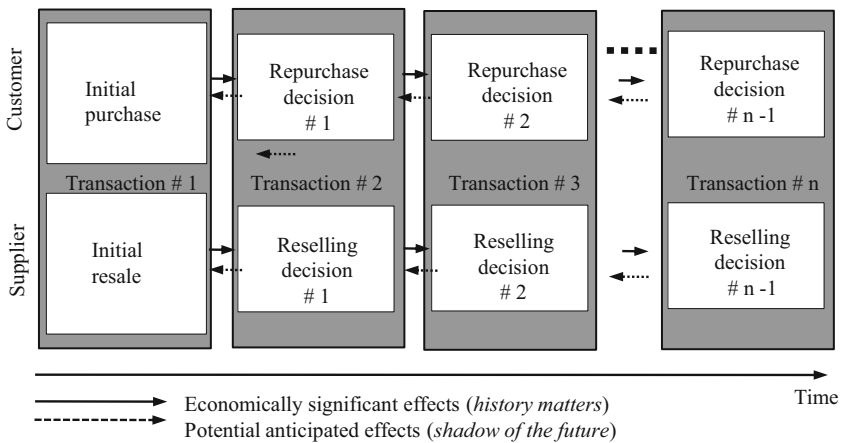 Customer
Initial
purchase
Repurchase
decision
# 1
Repurchase
decision
# 2
Repurchase
decision
# n -1
Transaction # 1
Transaction # 2
Transaction # 3
Transaction # n
Supplier
Initial
resale
Reselling
decision
# 1
Reselling
decision
# 2
Reselling
decision
# n -1
Time
Economically significant effects (history matters)
Potential anticipated effects (shadow of the future)